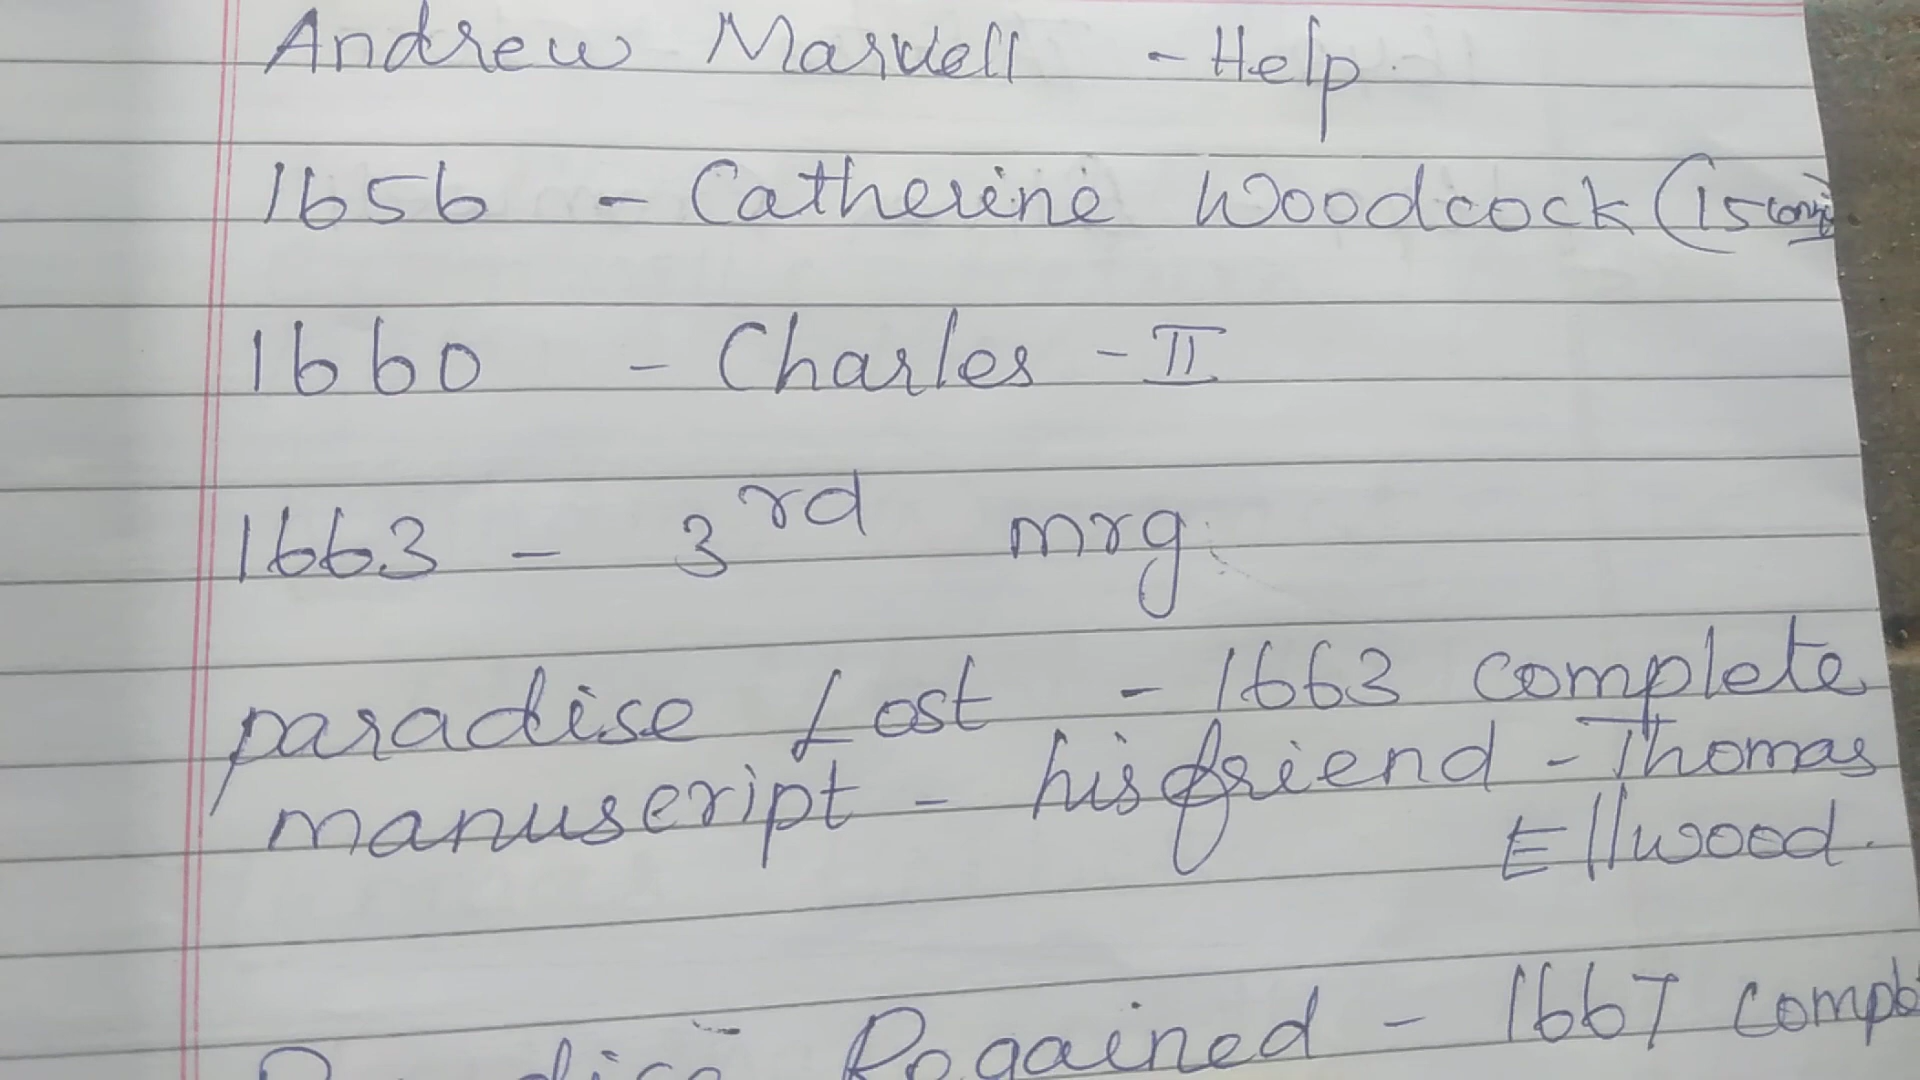 Andrew Marvell - Help.
1656 - Catherine Woodcock (15
1660 - Charles - II
1663 - 3rd mrg.
paradise Lost - 1663 complete
manuscript - his friend - Thomas
Ellwood.
Regained - 1667